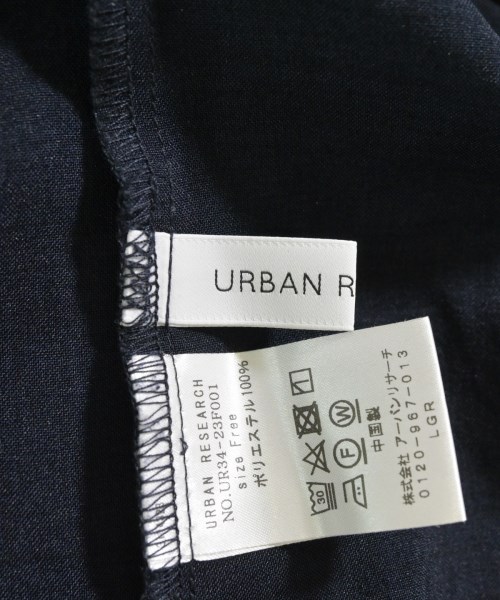 URBAN R
URBAN RESEARCH
NO.UR34-23F001
size Free
ポリエステル100%
30
F
W
中国製
株式会社 アーバンリサーチ
0120-967-013
LGR